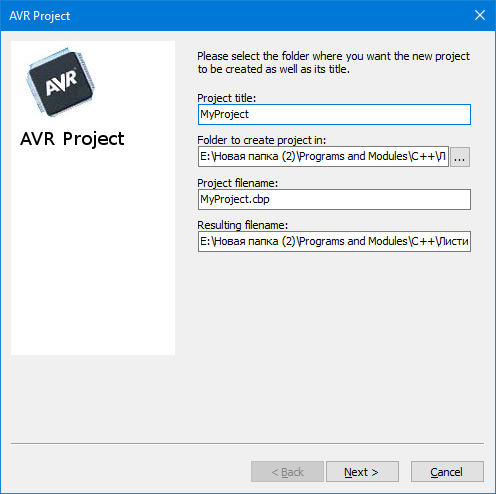 AVR Project
AVR
AVR Project
Please select the folder where you want the new project
to be created as well as its title.
Project title:
MyProject
Folder to create project in:
E:\Новая папка (2)\Programs and Modules\C++\Л
...
Project filename:
MyProject.cbp
Resulting filename:
E:\Новая папка (2)\Programs and Modules\C++\Листи
< Back
Next >
Cancel